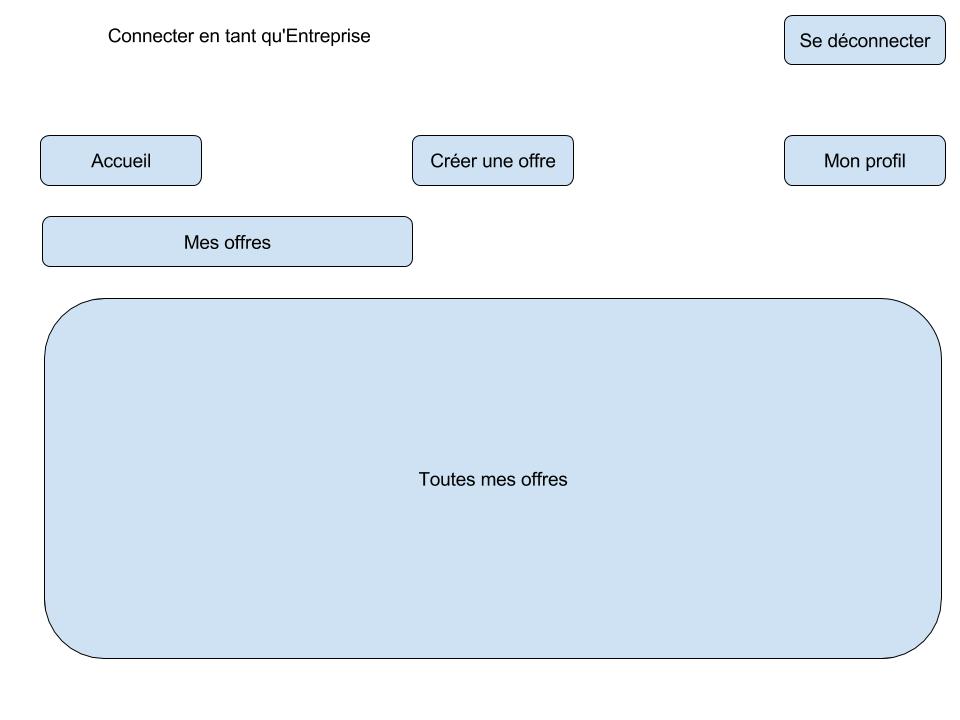 Connecter en tant qu'Entreprise
Se déconnecter
Accueil
Créer une offre
Mon profil
Mes offres
Toutes mes offres